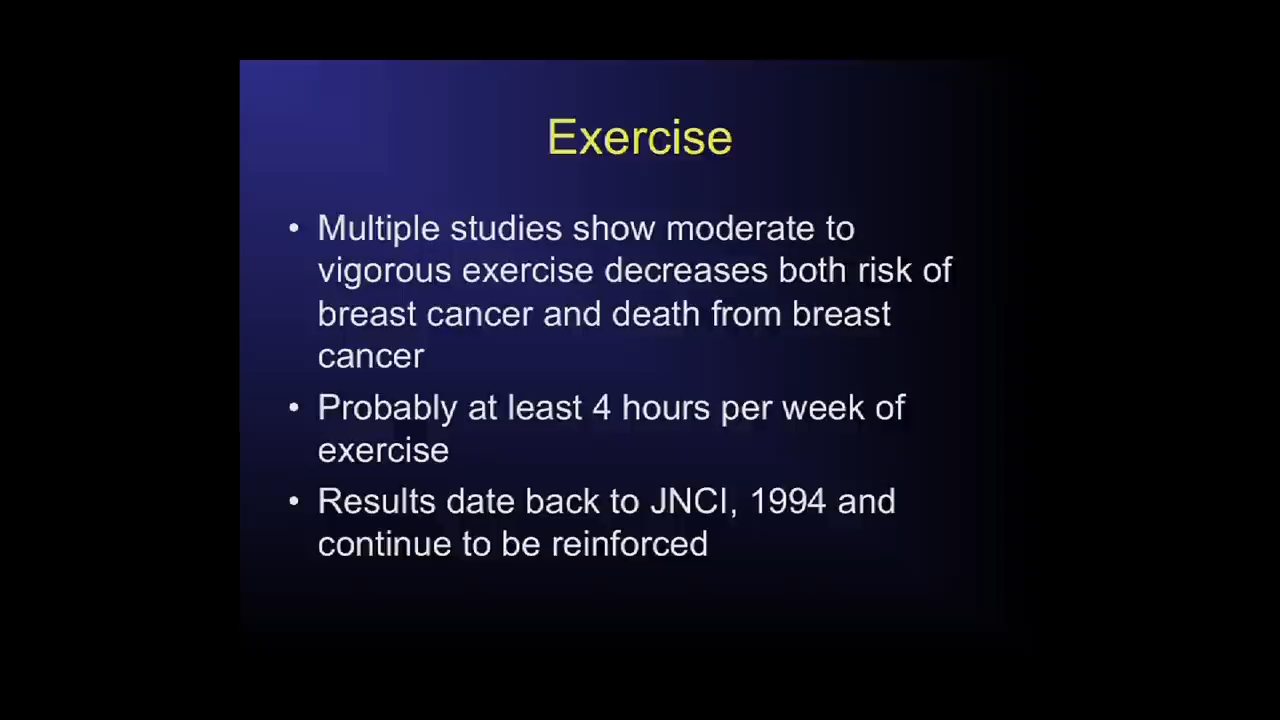 Exercise
• Multiple studies show moderate to
vigorous exercise decreases both risk of
breast cancer and death from breast
cancer
• Probably at least 4 hours per week of
exercise
• Results date back to JNCI, 1994 and
continue to be reinforced